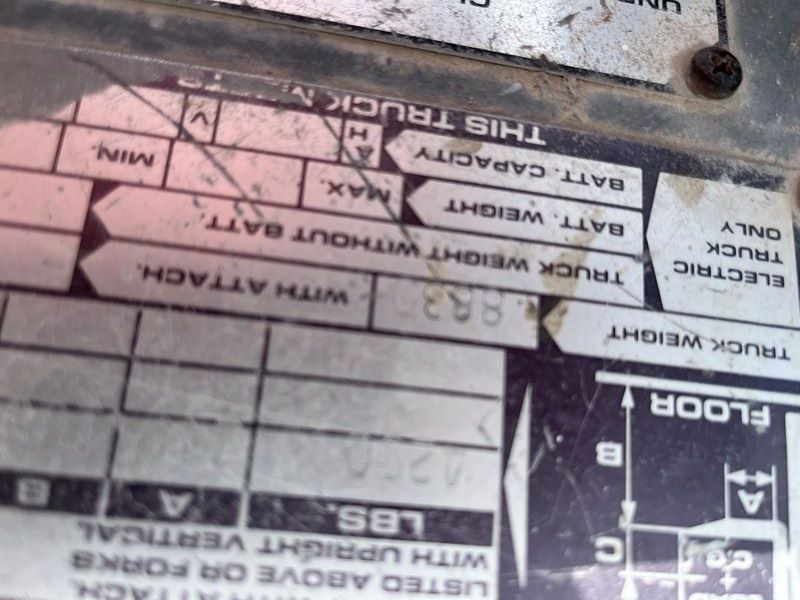 ATTACH.
LISTED ABOVE OR FORKS
WITH UPRIGHT VERTICAL
C.G.
C
A
B
FLOOR
LBS. A B
TRUCK WEIGHT
WITH ATTACH.
ELECTRIC
TRUCK
ONLY
TRUCK WEIGHT WITHOUT BATT.
BATT. WEIGHT MAX. MIN.
BATT. CAPACITY A H V
THIS TRUCK